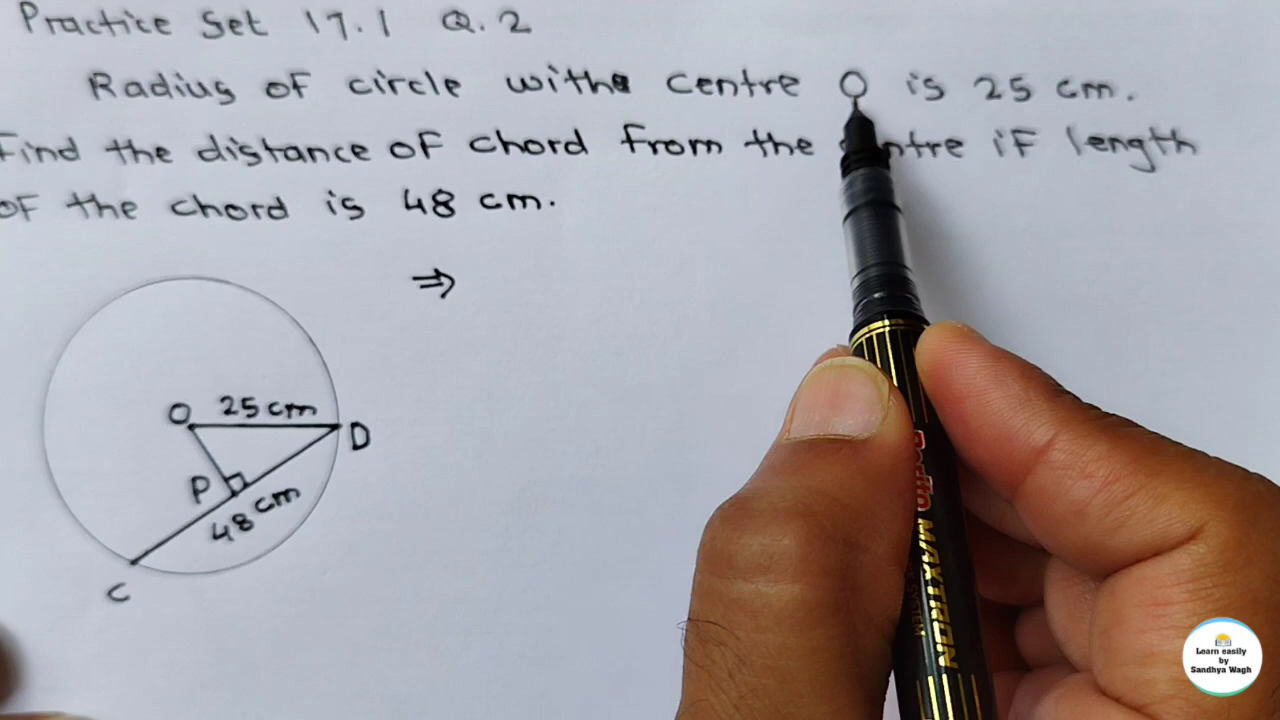 Practice Set 17.1 Q.2
Radius of circle with centre O is 25 cm.
Find the distance of chord from the centre if length
of the chord is 48 cm.
⇒
O 25 cm D
P 48 cm
C
MAXTRON
Learn easily
by
Sandhya Wagh